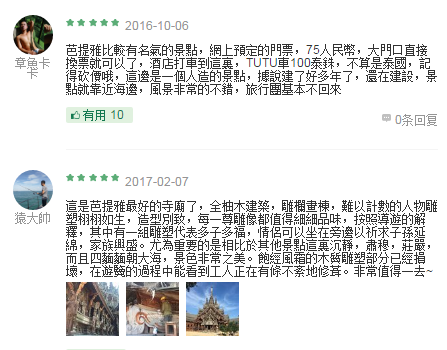 2016-10-06
芭提雅比較有名氣的景點，網上預定的門票，75人民幣，大門口直接
換票就可以了，酒店打車到這裏，TUTU車100泰銖，不算是泰國，記
得砍價哦，這邊是一個人造的景點，據說建了好多年了，還在建設，景
點就靠近海邊，風景非常的不錯，旅行團基本不回來
章魚卡
卡
有用 10
0条回复
2017-02-07
這是芭提雅最好的寺廟了，全柚木建築，雕欄畫棟，難以計數的人物雕
塑栩栩如生，造型別致，每一尊雕像都值得細細品味，按照導遊的解
釋，其中有一組雕塑代表多子多福，情侶可以坐在旁邊以祈求子孫延
綿，家族興盛。尤為重要的是相比於其他景點這裏沉靜，肅穆，莊嚴，
而且四麵麵朝大海，景色非常之美。飽經風霜的木質雕塑部分已經損
壞，在遊覽的過程中能看到工人正在有條不紊地修葺。非常值得一去~
猿大帥